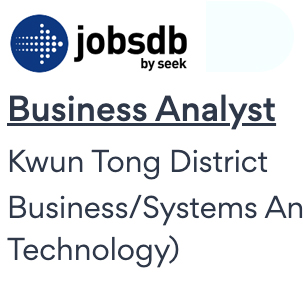 jobsdb
by seek
Business Analyst
Kwun Tong District
Business/Systems An
Technology)